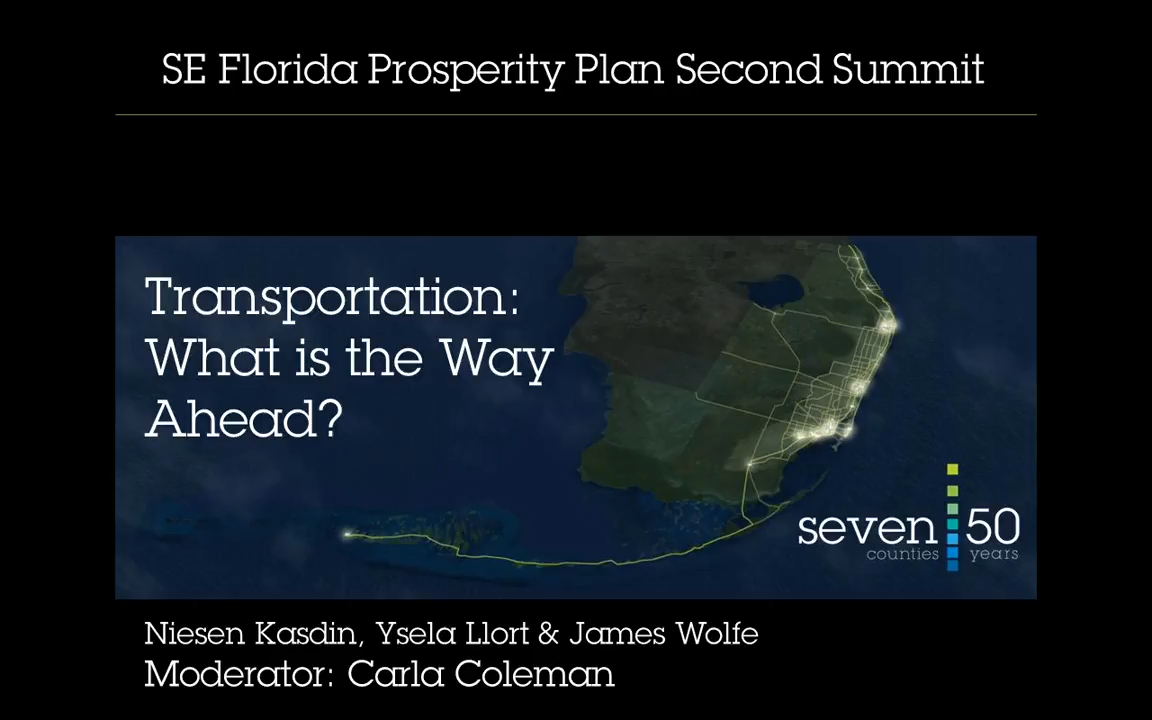 SE Florida Prosperity Plan Second Summit
Transportation:
What is the Way
Ahead?
seven 50
counties years
Niesen Kasdin, Ysela Llort & James Wolfe
Moderator: Carla Coleman